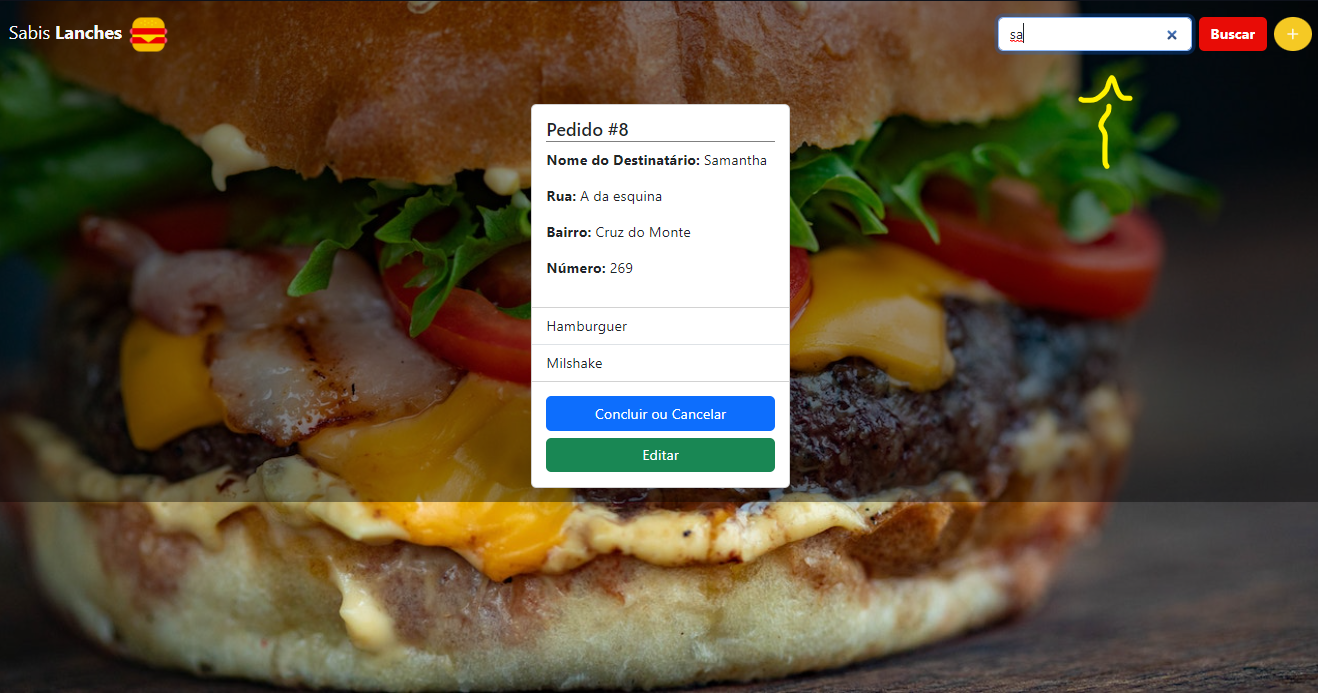 Sabis Lanches
sa
Buscar
+
Pedido #8
Nome do Destinatário: Samantha
Rua: A da esquina
Bairro: Cruz do Monte
Número: 269
Hamburguer
Milshake
Concluir ou Cancelar
Editar